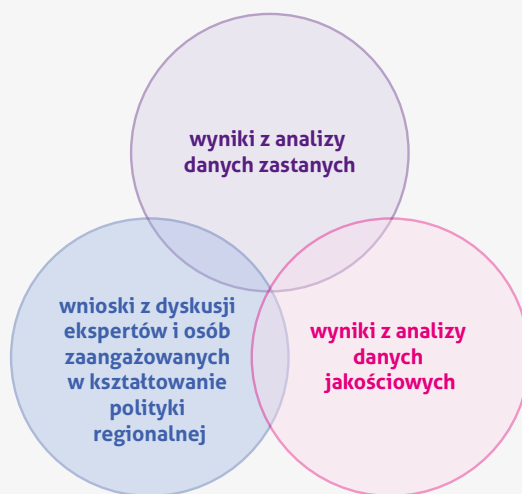 wyniki z analizy
danych zastanych
wnioski z dyskusji
ekspertów i osób
zaangażowanych
w kształtowanie
polityki
regionalnej
wyniki z analizy
danych
jakościowych